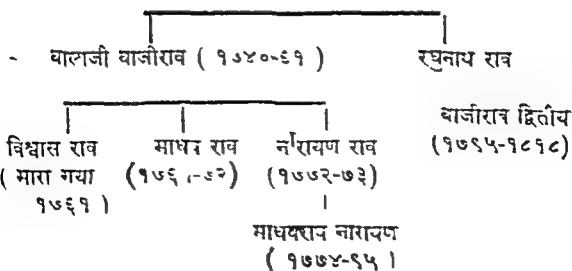 - बालाजी बाजीराव ( १७४०-६१ ) रघुनाथ राव
बाजीराव द्वितीय
(१७९५-१८१८)
विश्वास राव माधव राव नारायण राव
( मारा गया (१७६१-७२) (१७७२-७३)
१७६१ )
माधवराव नारायण
( १७७४-९५ )